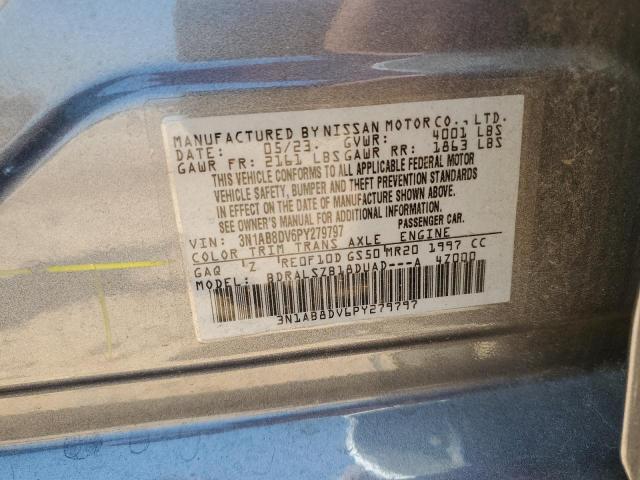 MANUFACTURED BY NISSAN MOTOR CO., LTD.
DATE: 05/23. GVWR: 4001 LBS
GAWR FR: 2161 LBS GAWR RR: 1863 LBS
THIS VEHICLE CONFORMS TO ALL APPLICABLE FEDERAL MOTOR
VEHICLE SAFETY, BUMPER AND THEFT PREVENTION STANDARDS
IN EFFECT ON THE DATE OF MANUFACTURE SHOWN ABOVE.
SEE OWNER'S MANUAL FOR ADDITIONAL INFORMATION.
VIN: 3N1AB8DV6PY279797 PASSENGER CAR.
COLOR TRIM TRANS AXLE ENGINE
GAQ Z RE0F10D GS50 MR20 1997 CC
BDRALSZB18DUAD---A 47000
3N1AB8DV6PY279797